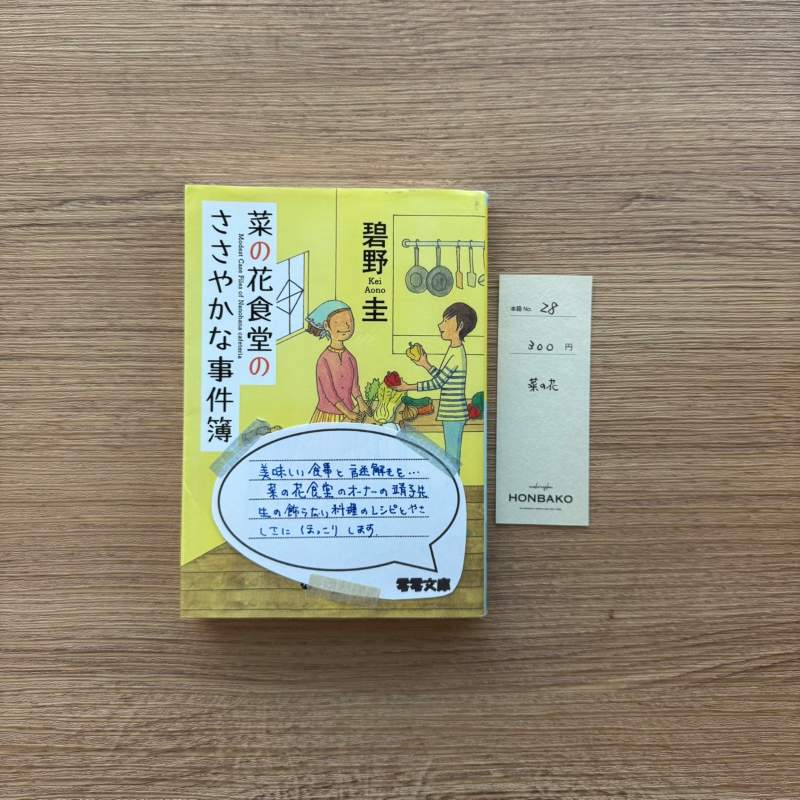 菜の花食堂の
ささやかな事件簿
Modest Case Files of Nanohana cafeteria
碧野
Kei
Aono
圭
美味しい食事と謎解きを…
菜の花食堂のオーナーの靖子先
生の飾らない料理のレシピとやさ
しさにほっこりします。
零零文庫
本箱 No. 28
300 円
菜の花
HONBAKO